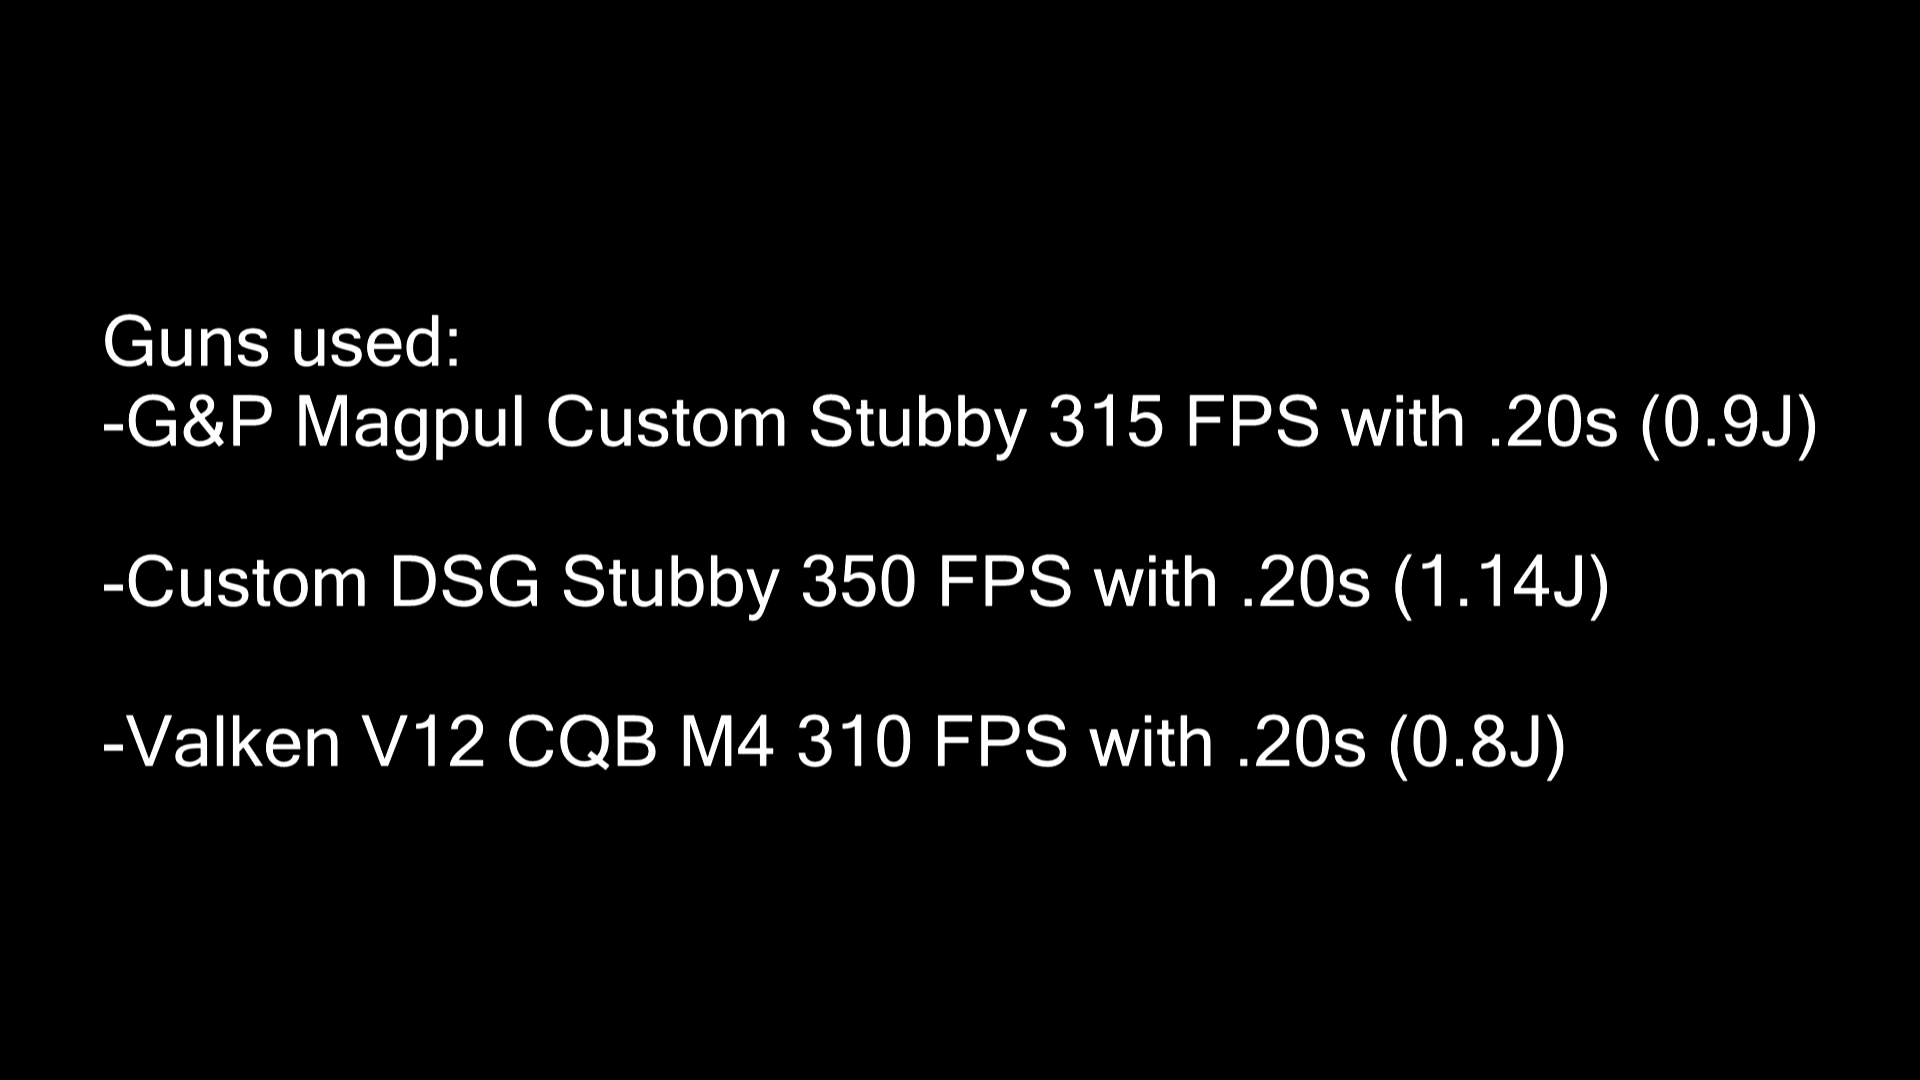 Guns used:
-G&P Magpul Custom Stubby 315 FPS with .20s (0.9J)
-Custom DSG Stubby 350 FPS with .20s (1.14J)
-Valken V12 CQB M4 310 FPS with .20s (0.8J)